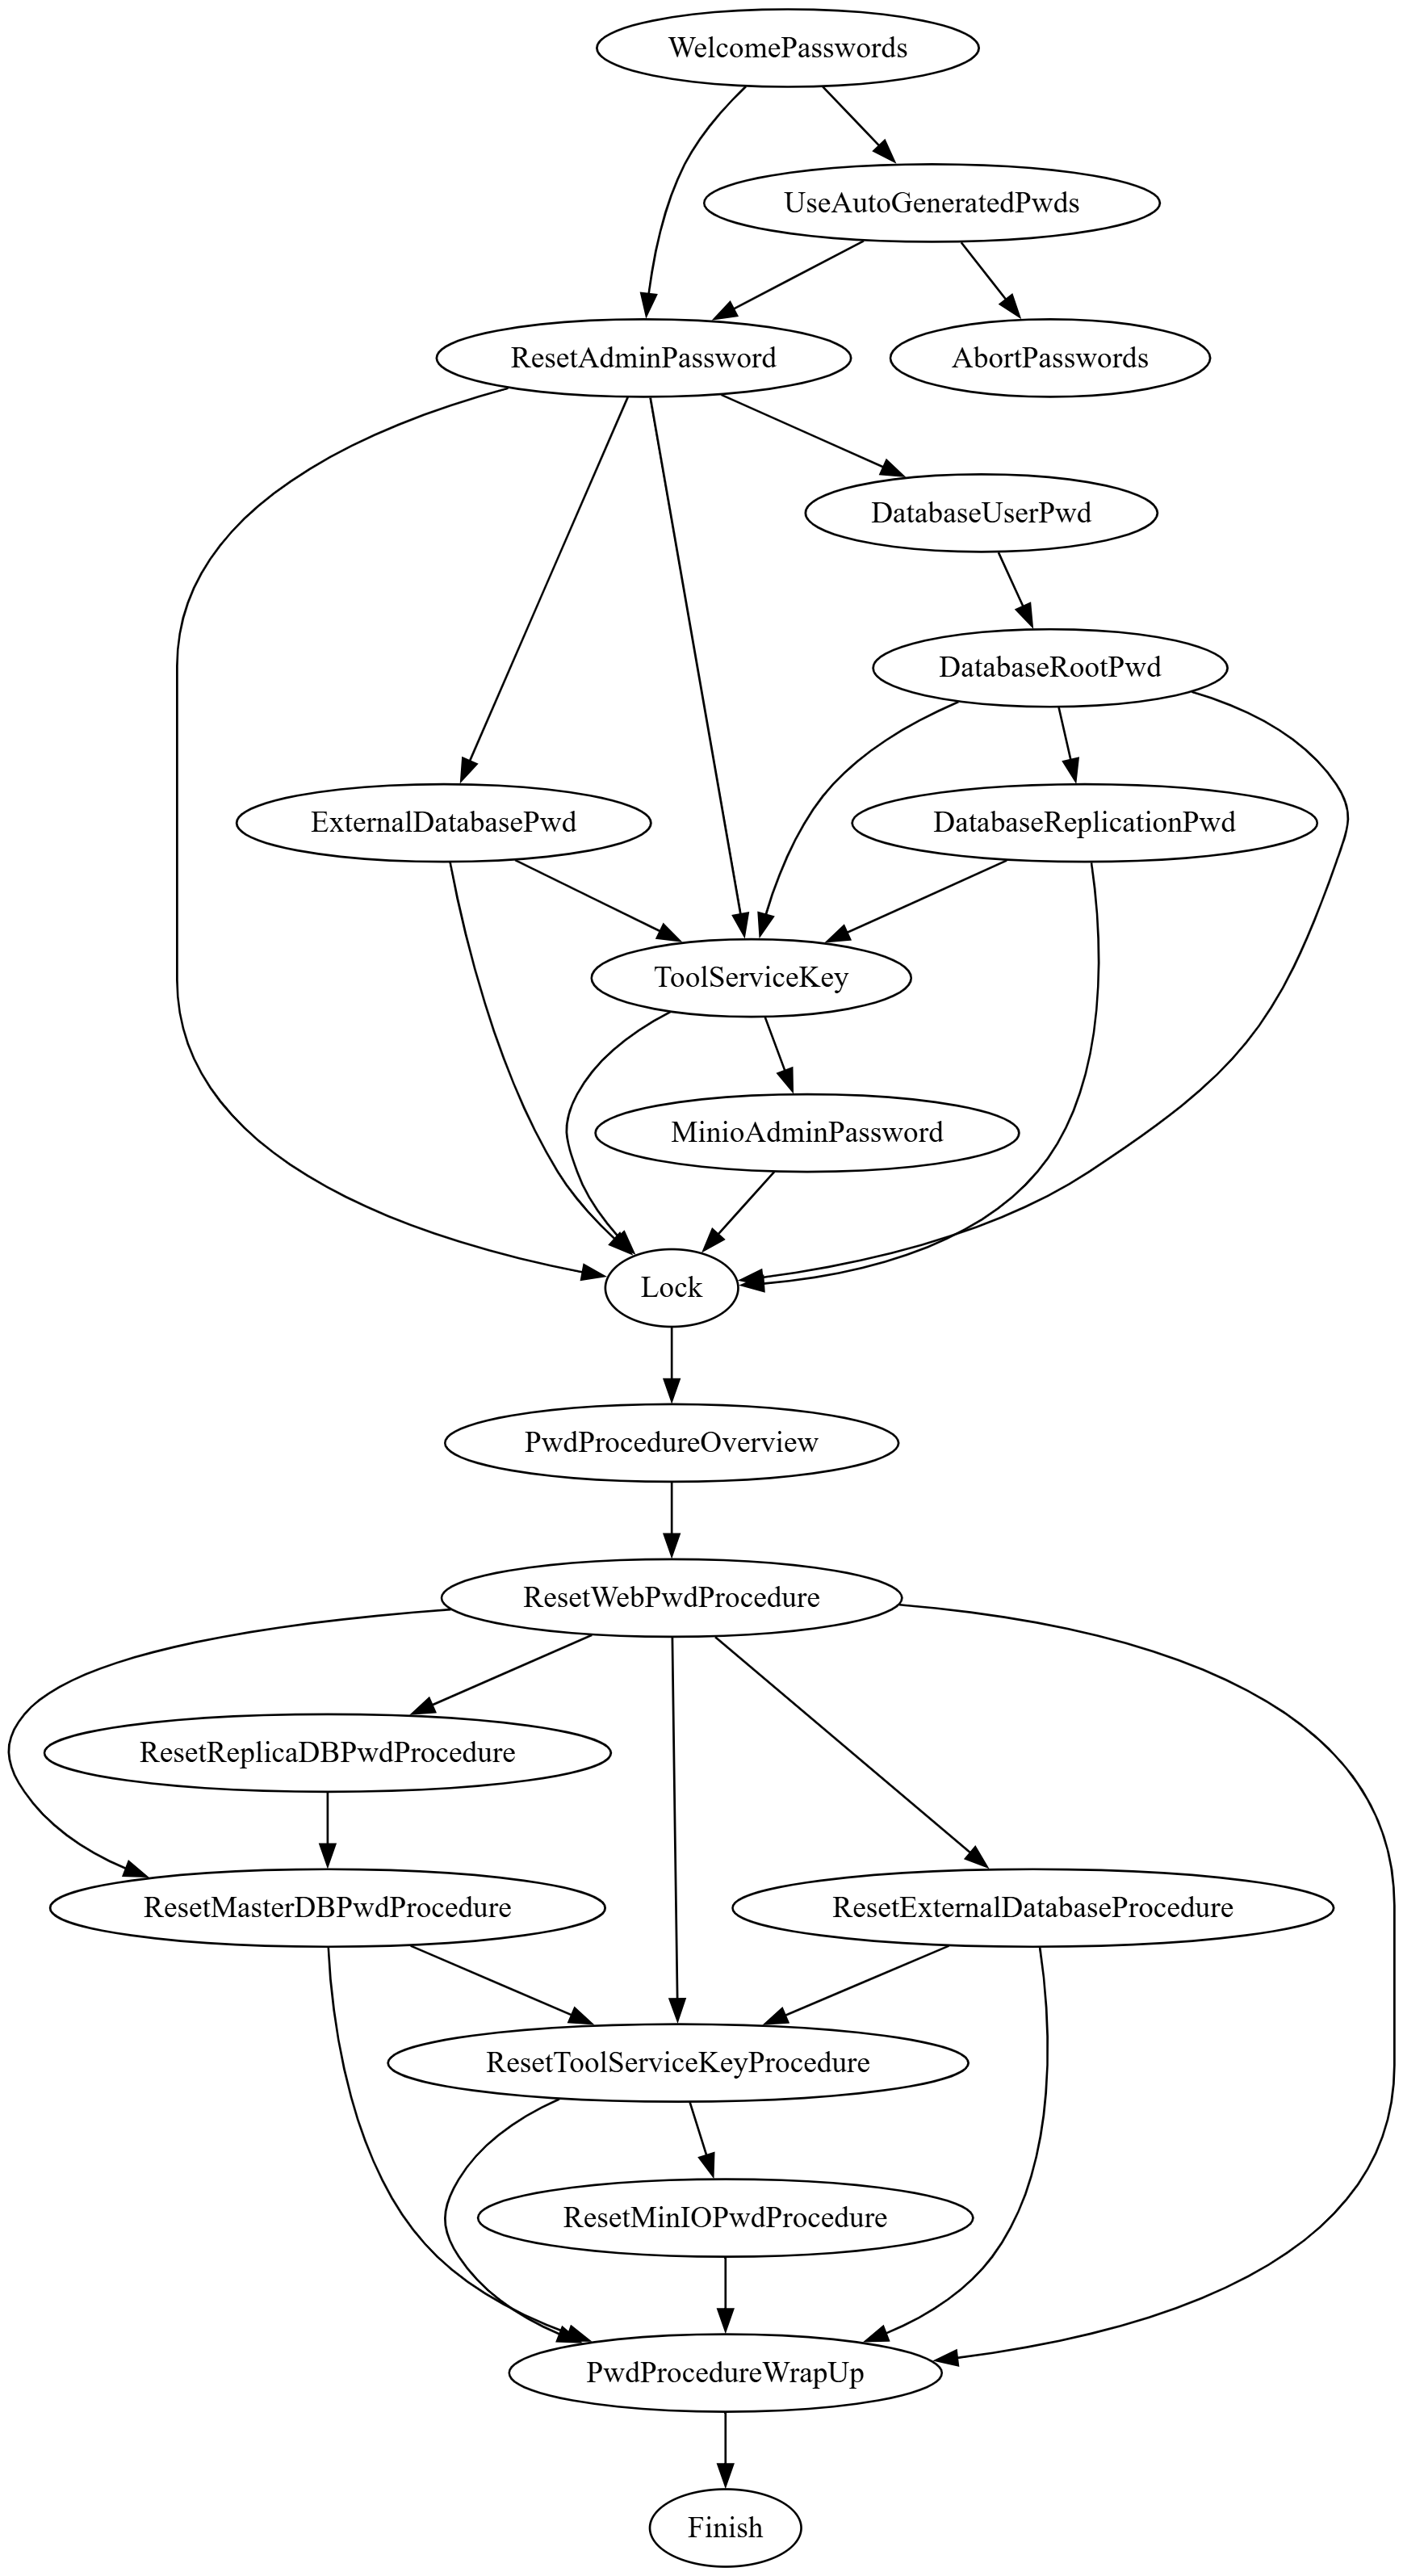 WelcomePasswords
UseAutoGeneratedPwds
ResetAdminPassword
AbortPasswords
DatabaseUserPwd
DatabaseRootPwd
ExternalDatabasePwd
DatabaseReplicationPwd
ToolServiceKey
MinioAdminPassword
Lock
PwdProcedureOverview
ResetWebPwdProcedure
ResetReplicaDBPwdProcedure
ResetMasterDBPwdProcedure
ResetExternalDatabaseProcedure
ResetToolServiceKeyProcedure
ResetMinIOPwdProcedure
PwdProcedureWrapUp
Finish